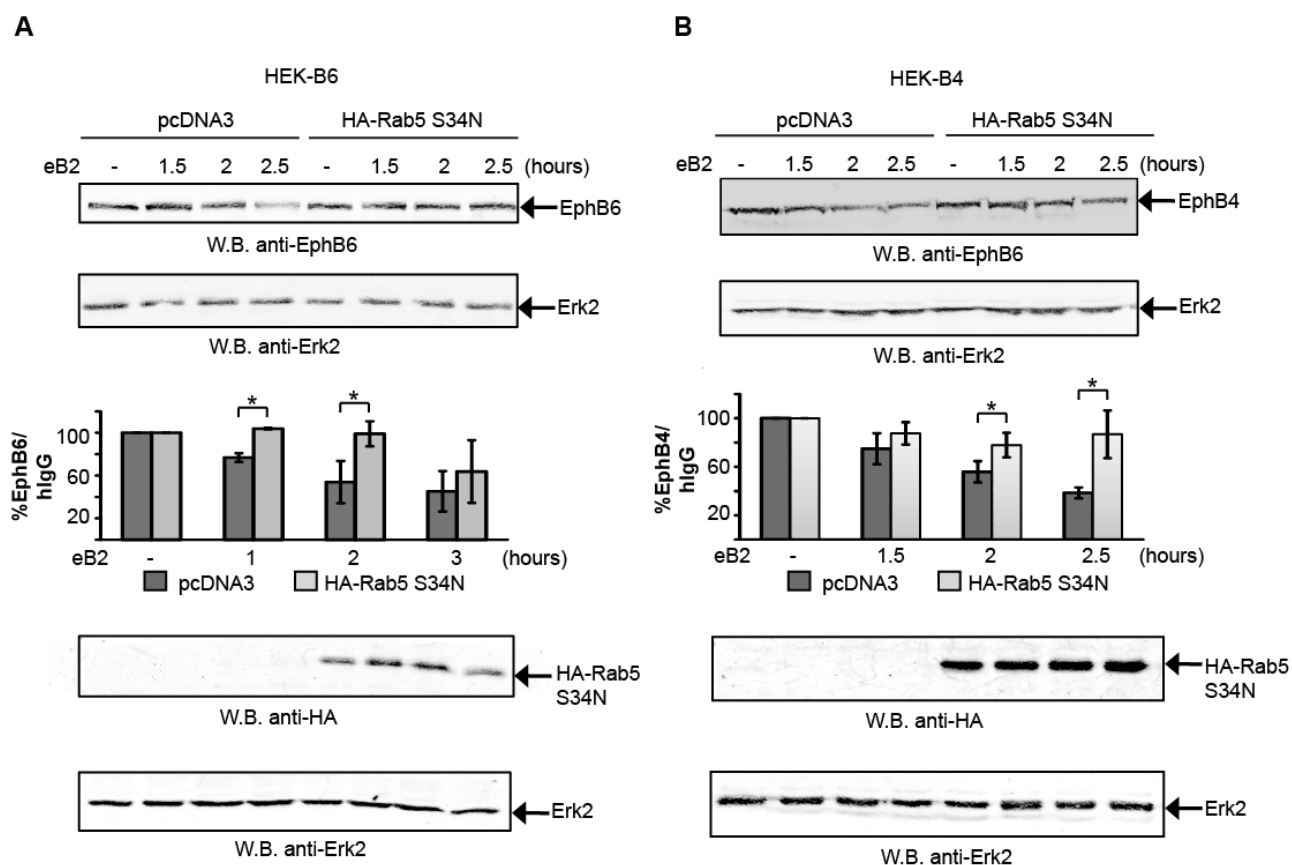 A
HEK-B6
pcDNA3 HA-Rab5 S34N
eB2 - 1.5 2 2.5 - 1.5 2 2.5 (hours)
EphB6
W.B. anti-EphB6
Erk2
W.B. anti-Erk2
%EphB6/
hIgG
100
60
20
* *
eB2 - 1 2 3 (hours)
pcDNA3 HA-Rab5 S34N
HA-Rab5
S34N
W.B. anti-HA
Erk2
W.B. anti-Erk2
B
HEK-B4
pcDNA3 HA-Rab5 S34N
eB2 - 1.5 2 2.5 - 1.5 2 2.5 (hours)
EphB4
W.B. anti-EphB6
Erk2
W.B. anti-Erk2
%EphB4/
hIgG
100
60
20
* *
eB2 - 1.5 2 2.5 (hours)
pcDNA3 HA-Rab5 S34N
HA-Rab5
S34N
W.B. anti-HA
Erk2
W.B. anti-Erk2